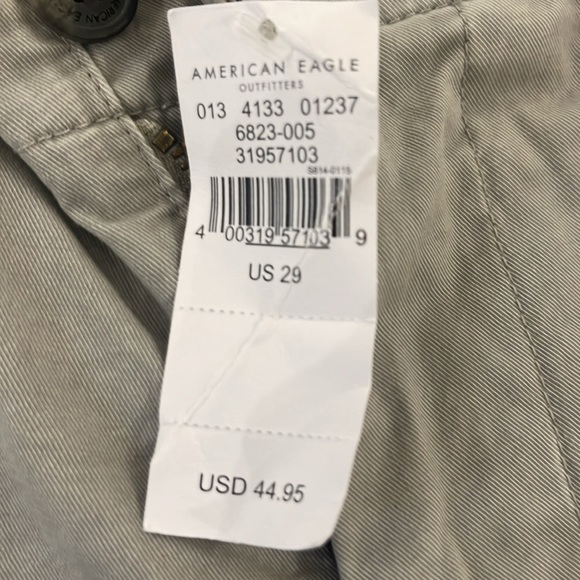 AMERICAN EAGLE
OUTFITTERS
013 4133 01237
6823-005
31957103
S614-0115
4 00319 57103 9
US 29
USD 44.95